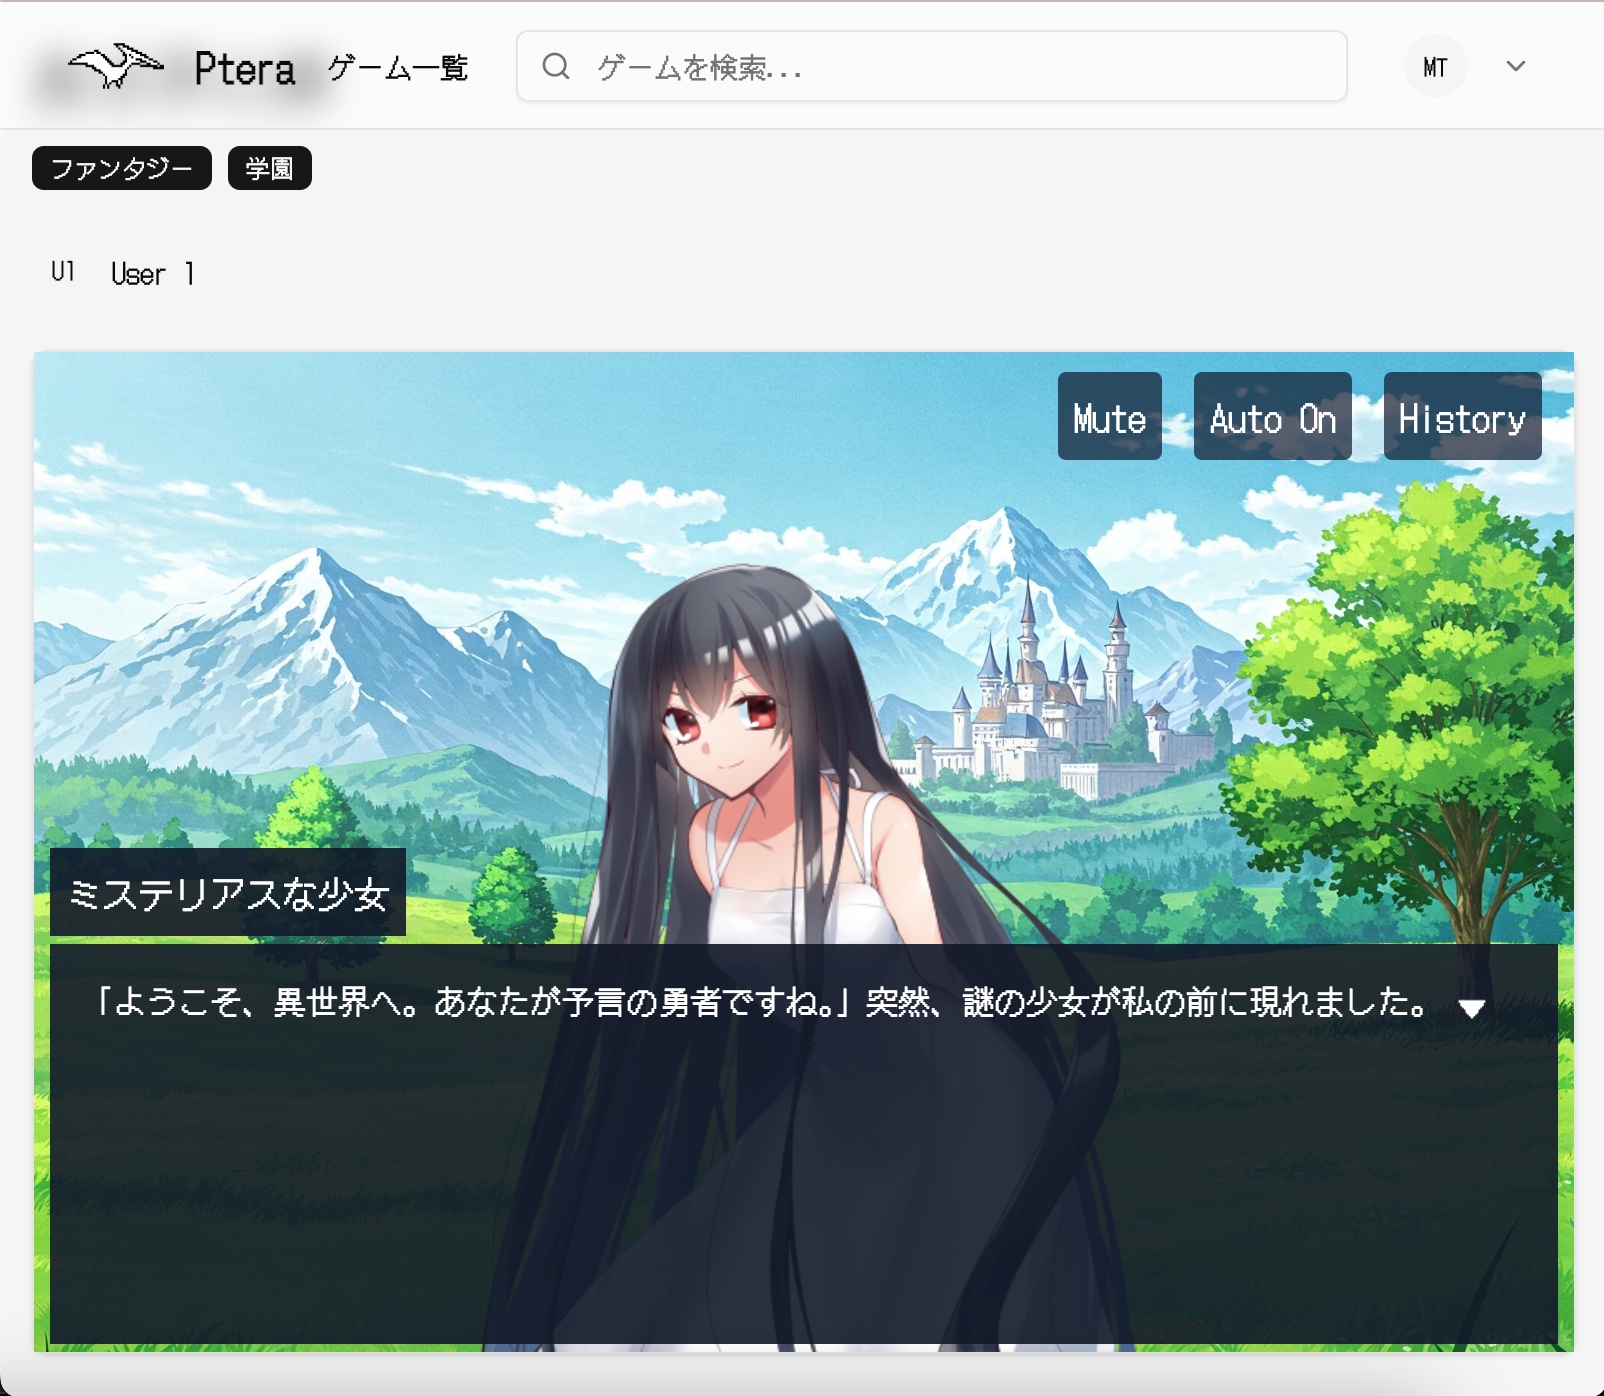 Ptera ゲーム一覧 ゲームを検索... MT
ファンタジー 学園
U1 User 1
Mute Auto On History
ミステリアスな少女
「ようこそ、異世界へ。あなたが予言の勇者ですね。」突然、謎の少女が私の前に現れました。